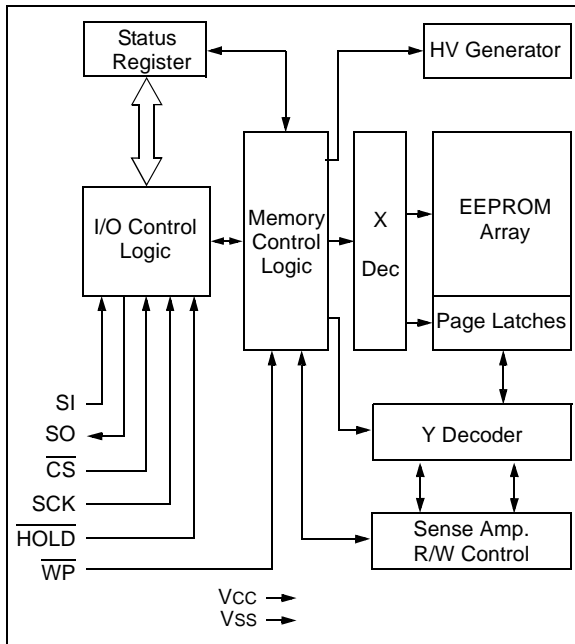 Status
Register
HV Generator
I/O Control
Logic
Memory
Control
Logic
X
Dec
EEPROM
Array
Page Latches
SI
SO
CS
SCK
HOLD
WP
Y Decoder
Sense Amp.
R/W Control
VCC
VSS